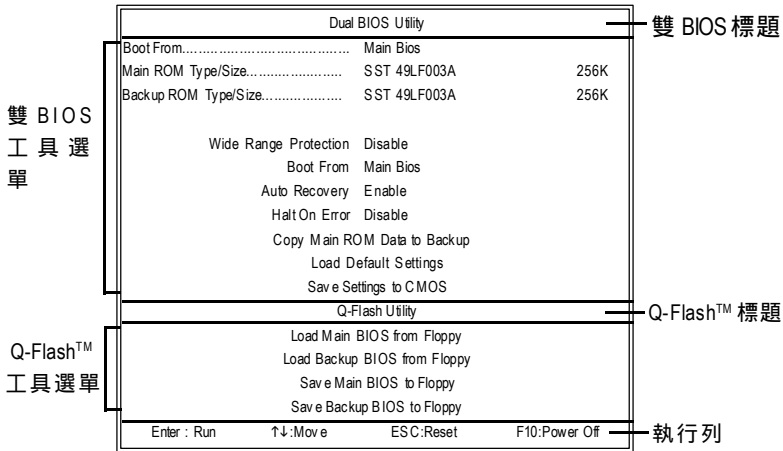 Dual BIOS Utility
雙 BIOS 標題
Boot From...................................... Main Bios
Main ROM Type/Size...................... SST 49LF003A 256K
Backup ROM Type/Size................... SST 49LF003A 256K
雙 BIOS
工具選
單
Wide Range Protection Disable
Boot From Main Bios
Auto Recovery Enable
Halt On Error Disable
Copy Main ROM Data to Backup
Load Default Settings
Save Settings to CMOS
Q-Flash Utility
Q-Flash™ 標題
Q-Flash™
工具選單
Load Main BIOS from Floppy
Load Backup BIOS from Floppy
Save Main BIOS to Floppy
Save Backup BIOS to Floppy
Enter : Run ↑↓:Move ESC:Reset F10:Power Off
執行列